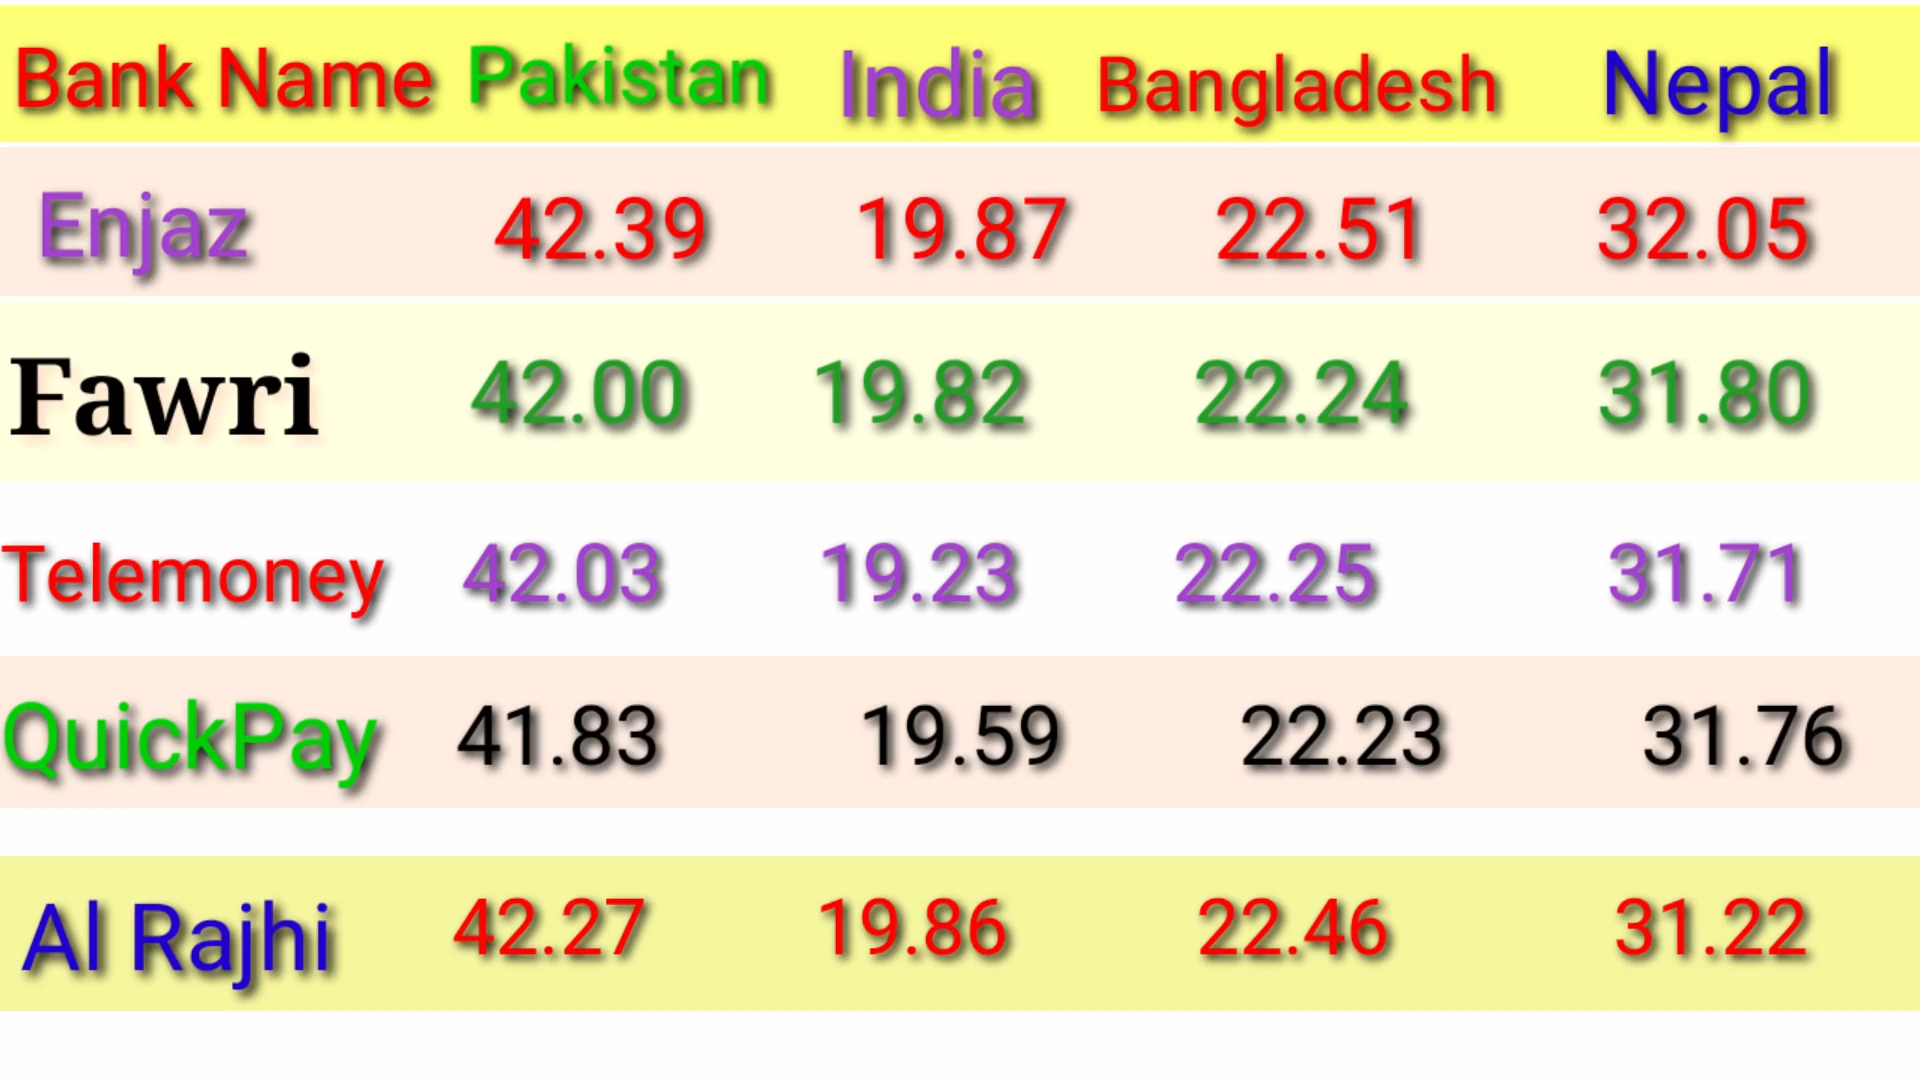 Bank Name Pakistan India Bangladesh Nepal
Enjaz 42.39 19.87 22.51 32.05
Fawri 42.00 19.82 22.24 31.80
Telemoney 42.03 19.23 22.25 31.71
QuickPay 41.83 19.59 22.23 31.76
Al Rajhi 42.27 19.86 22.46 31.22